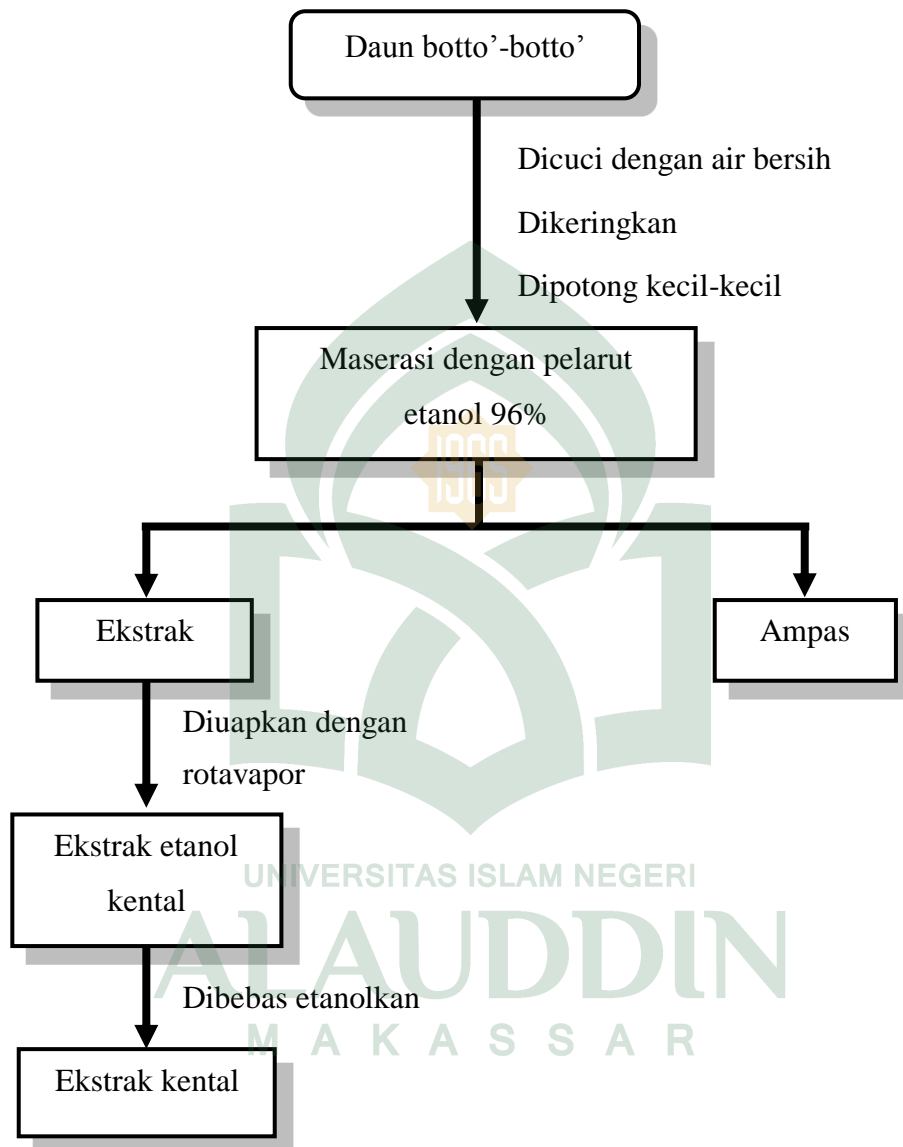 Daun botto’-botto’
Dicuci dengan air bersih
Dikeringkan
Dipotong kecil-kecil
Maserasi dengan pelarut
etanol 96%
1965
Ekstrak
Ampas
Diuapkan dengan
rotavapor
Ekstrak etanol
kental
UNIVERSITAS ISLAM NEGERI
ALAUDDIN
Dibebas etanolkan
MAKASSAR
Ekstrak kental